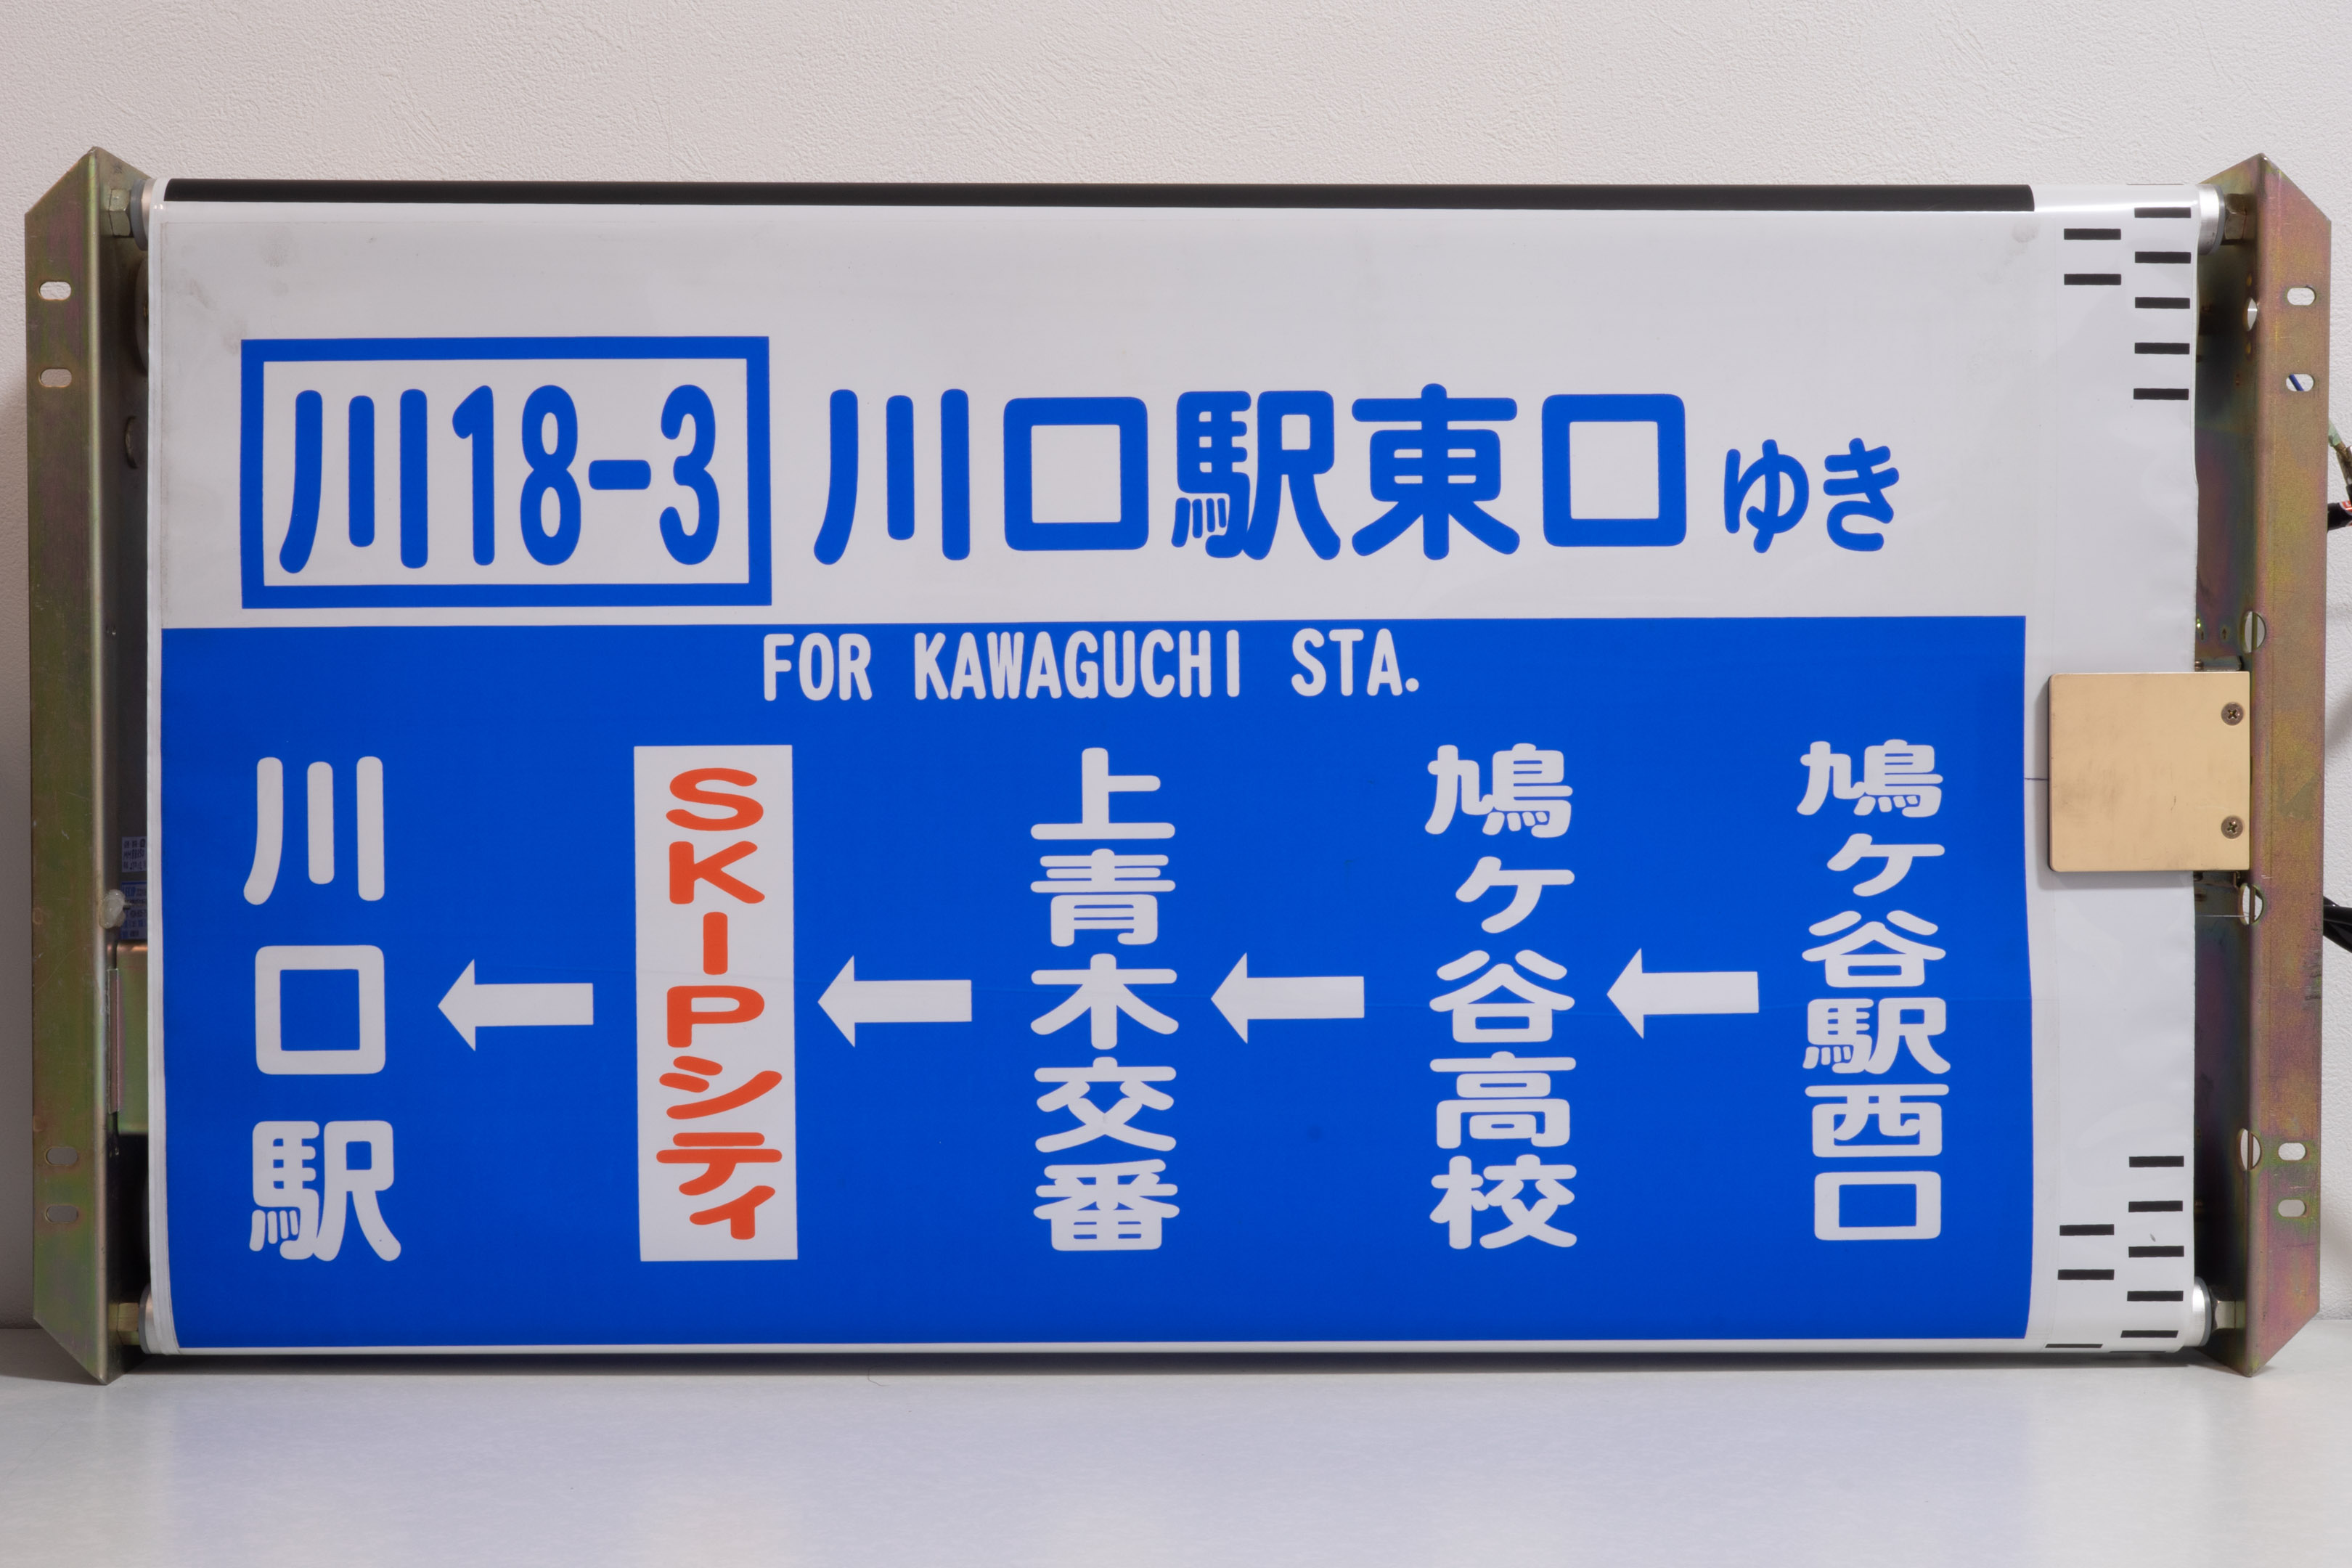 川18-3 川口駅東口ゆき
FOR KAWAGUCHI STA.
鳩ヶ谷駅西口
←
鳩ヶ谷高校
←
上青木交番
←
SKIPシティ
←
川口駅